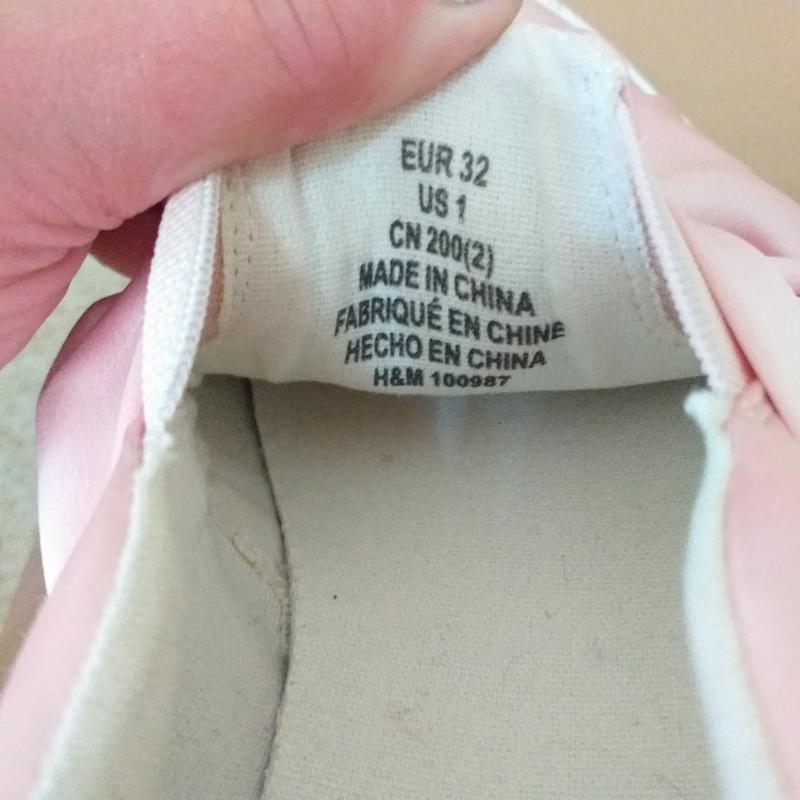 EUR 32
US 1
CN 200(2)
MADE IN CHINA
FABRIQUÉ EN CHINE
HECHO EN CHINA
H&M 100987